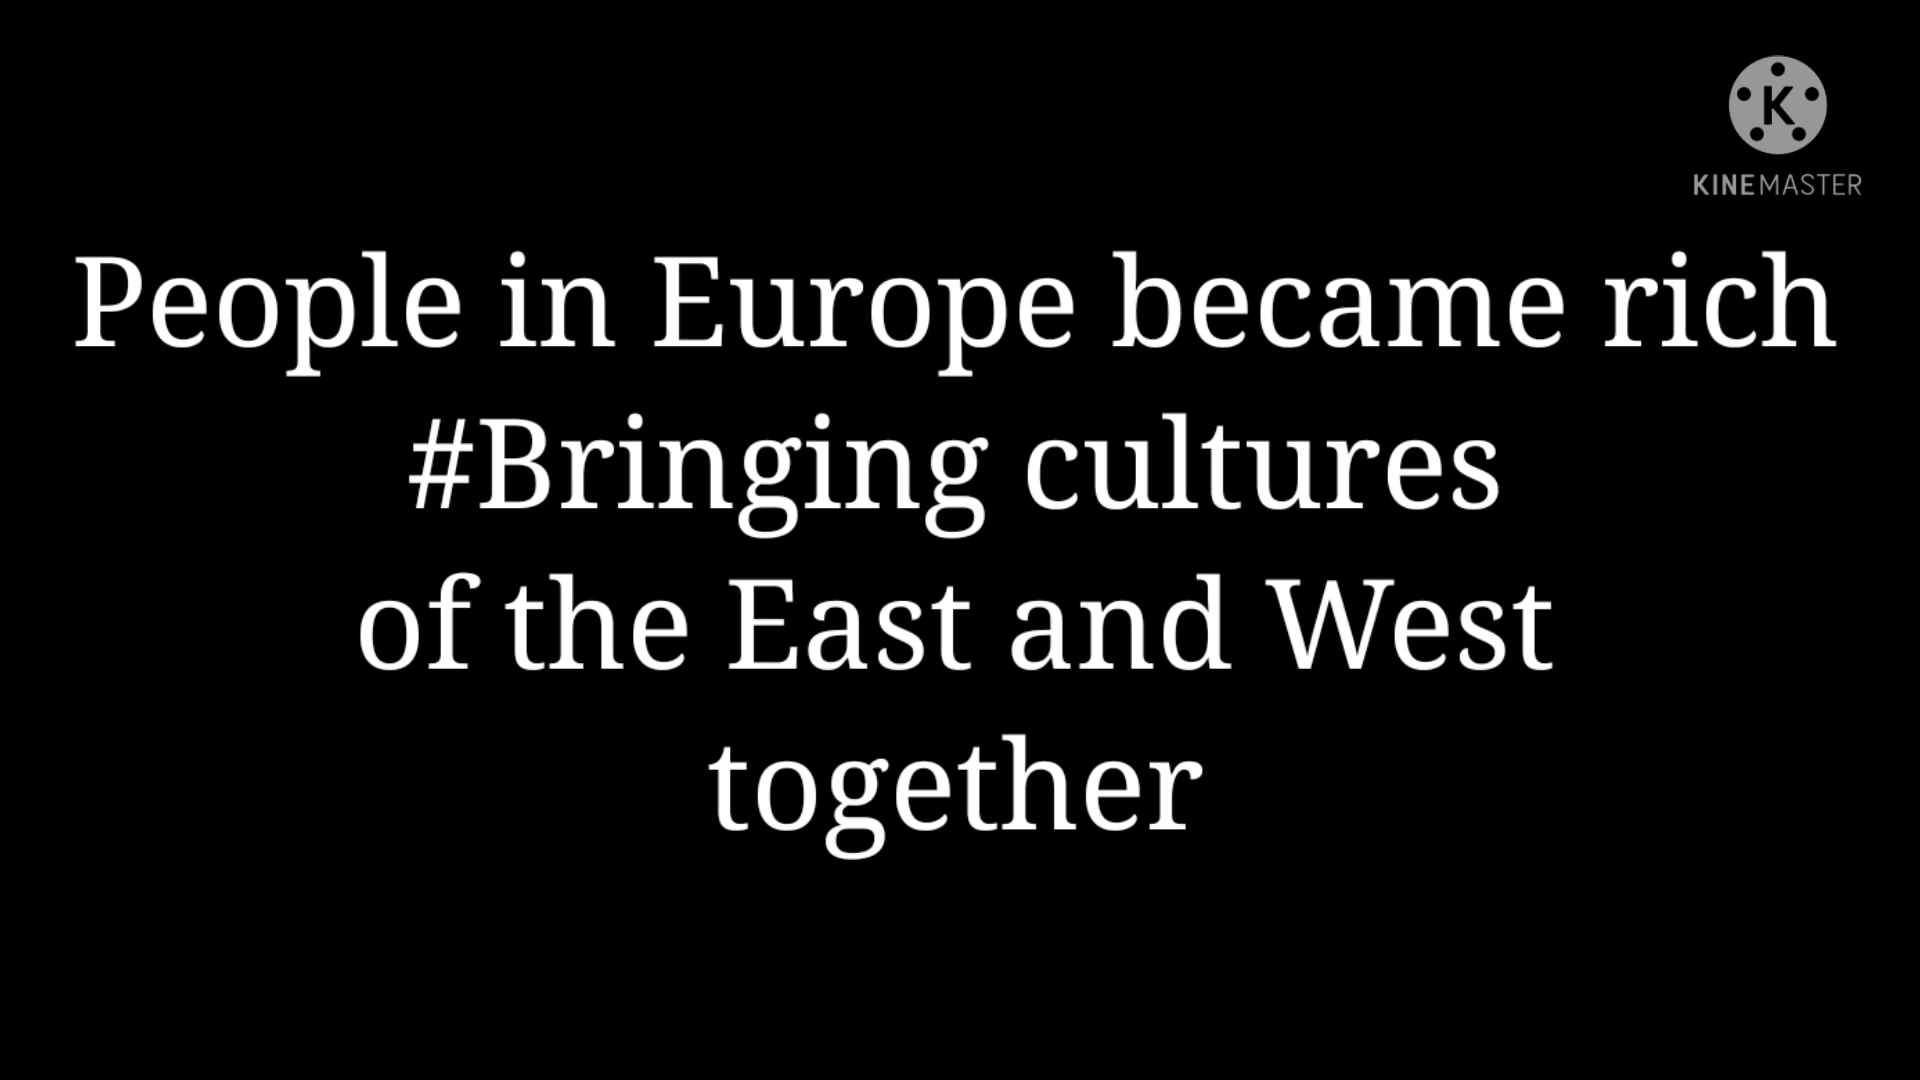 K
KINEMASTER
People in Europe became rich
#Bringing cultures
of the East and West
together